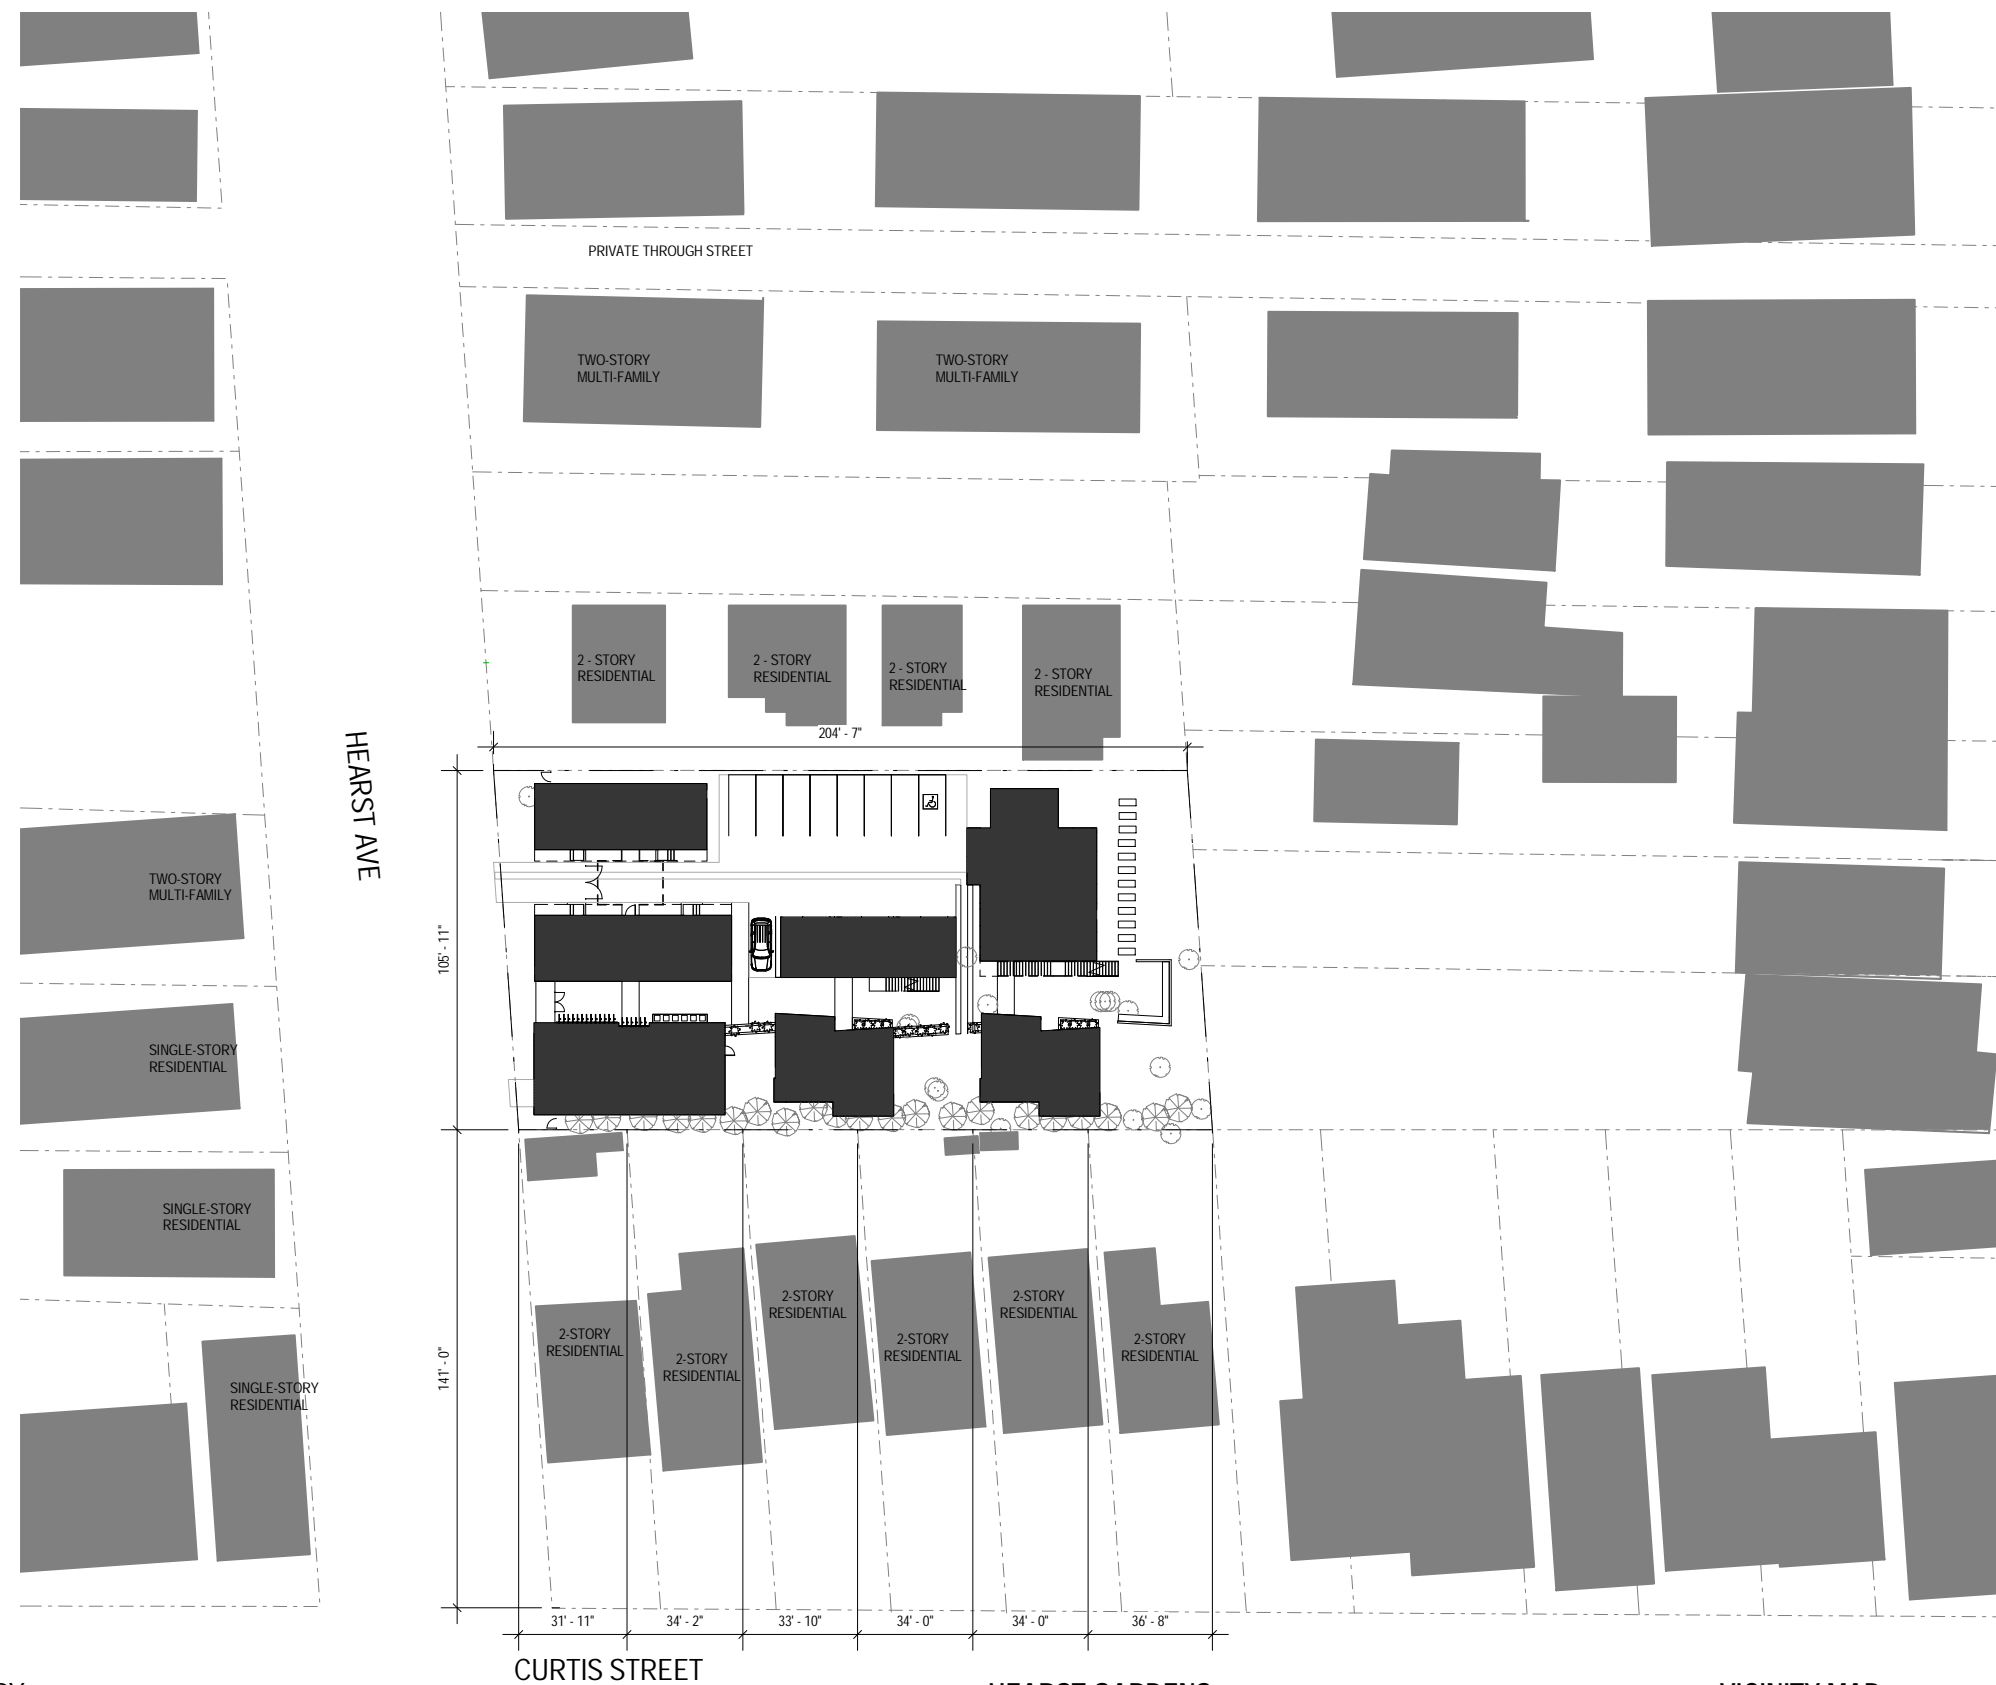 PRIVATE THROUGH STREET
TWO-STORY
MULTI-FAMILY
TWO-STORY
MULTI-FAMILY
2 - STORY
RESIDENTIAL
2 - STORY
RESIDENTIAL
2 - STORY
RESIDENTIAL
2 - STORY
RESIDENTIAL
204' - 7"
HEARST AVE
TWO-STORY
MULTI-FAMILY
105' - 11"
SINGLE-STORY
RESIDENTIAL
SINGLE-STORY
RESIDENTIAL
2-STORY
RESIDENTIAL
2-STORY
RESIDENTIAL
2-STORY
RESIDENTIAL
2-STORY
RESIDENTIAL
2-STORY
RESIDENTIAL
2-STORY
RESIDENTIAL
141' - 0"
SINGLE-STORY
RESIDENTIAL
31' - 11"
34' - 2"
33' - 10"
34' - 0"
34' - 0"
36' - 8"
CURTIS STREET
HEARST GARDENS
VICINITY MAP